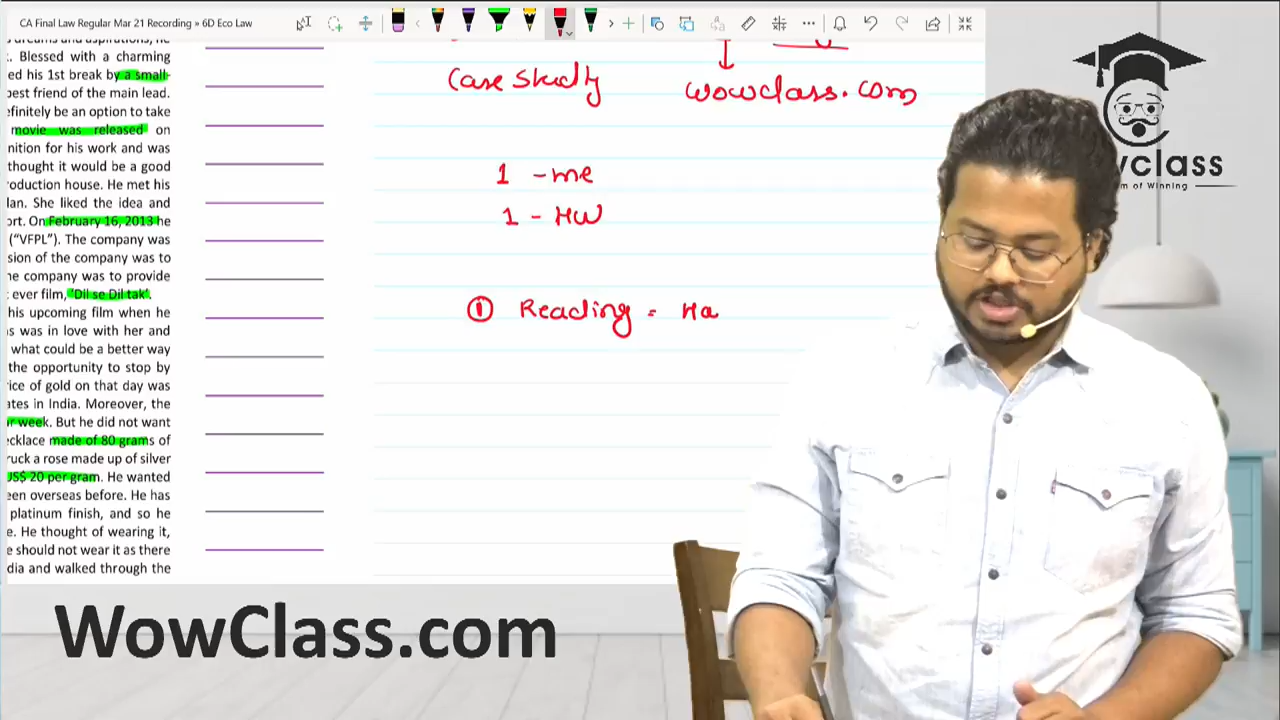 CA Final Law Regular Mar 21 Recording » 6D Eco Law
. Blessed with a charming
ed his 1st break by a small-
best friend of the main lead.
efinitely be an option to take
movie was released on
nition for his work and was
thought it would be a good
roduction house. He met his
lan. She liked the idea and
ort. On February 16, 2013 he
("VFPL"). The company was
sion of the company was to
he company was to provide
ever film, 'Dil se Dil tak'.
his upcoming film when he
s was in love with her and
what could be a better way
the opportunity to stop by
rice of gold on that day was
ates in India. Moreover, the
r week. But he did not want
ecklace made of 80 grams of
ruck a rose made up of silver
US$ 20 per gram. He wanted
een overseas before. He has
platinum finish, and so he
e. He thought of wearing it,
e should not wear it as there
dia and walked through the
Case Study
wowclass.com
1 - me
1 - HW
① Reading = Ha
wclass
m of Winning
WowClass.com